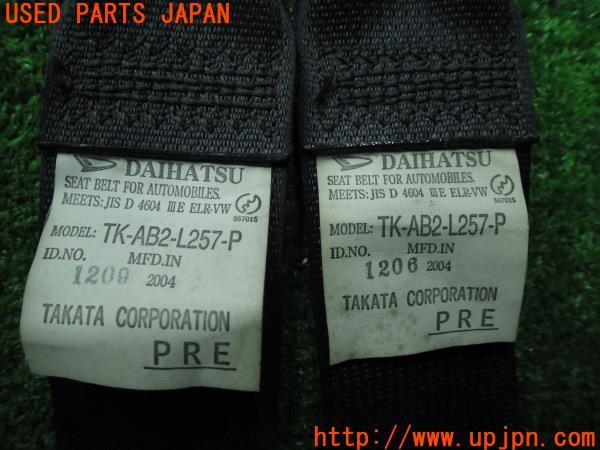 USED PARTS JAPAN
DAIHATSU
SEAT BELT FOR AUTOMOBILES.
MEETS: JIS D 4604 ⅢE ELR-VW
56701S
MODEL: TK-AB2-L257-P
ID.NO. MFD.IN
1209 2004
TAKATA CORPORATION
PRE
DAIHATSU
SEAT BELT FOR AUTOMOBILES.
MEETS: JIS D 4604 ⅢE ELR-VW
56701S
MODEL: TK-AB2-L257-P
ID.NO. MFD.IN
1206 2004
TAKATA CORPORATION
PRE
www.upjpn.com